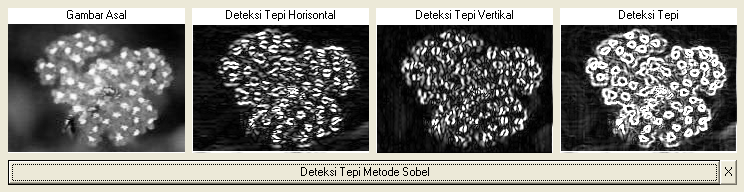 Gambar Asal
Deteksi Tepi Horisontal
Deteksi Tepi Vertikal
Deteksi Tepi
Deteksi Tepi Metode Sobel
X